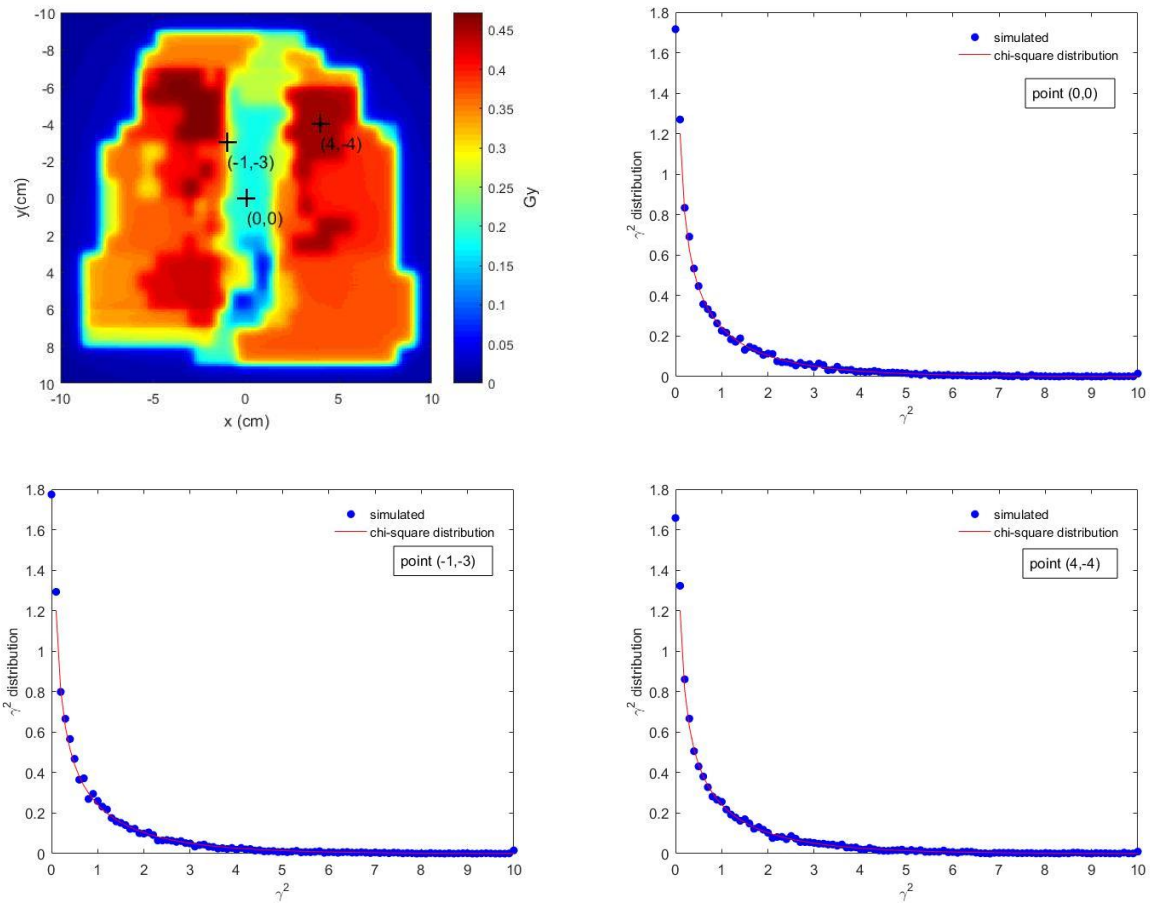 -10
-8
-6
-4
-2
0
2
4
6
8
10
y(cm)
-10 -5 0 5 10
x (cm)
(4,-4)
(-1,-3)
(0,0)
0.45
0.4
0.35
0.3
0.25
0.2
0.15
0.1
0.05
0
Gy
1.8
1.6
1.4
1.2
1
0.8
0.6
0.4
0.2
0
γ² distribution
simulated
chi-square distribution
point (0,0)
0 1 2 3 4 5 6 7 8 9 10
γ²
1.8
1.6
1.4
1.2
1
0.8
0.6
0.4
0.2
0
γ² distribution
simulated
chi-square distribution
point (-1,-3)
0 1 2 3 4 5 6 7 8 9 10
γ²
1.8
1.6
1.4
1.2
1
0.8
0.6
0.4
0.2
0
γ² distribution
simulated
chi-square distribution
point (4,-4)
0 1 2 3 4 5 6 7 8 9 10
γ²